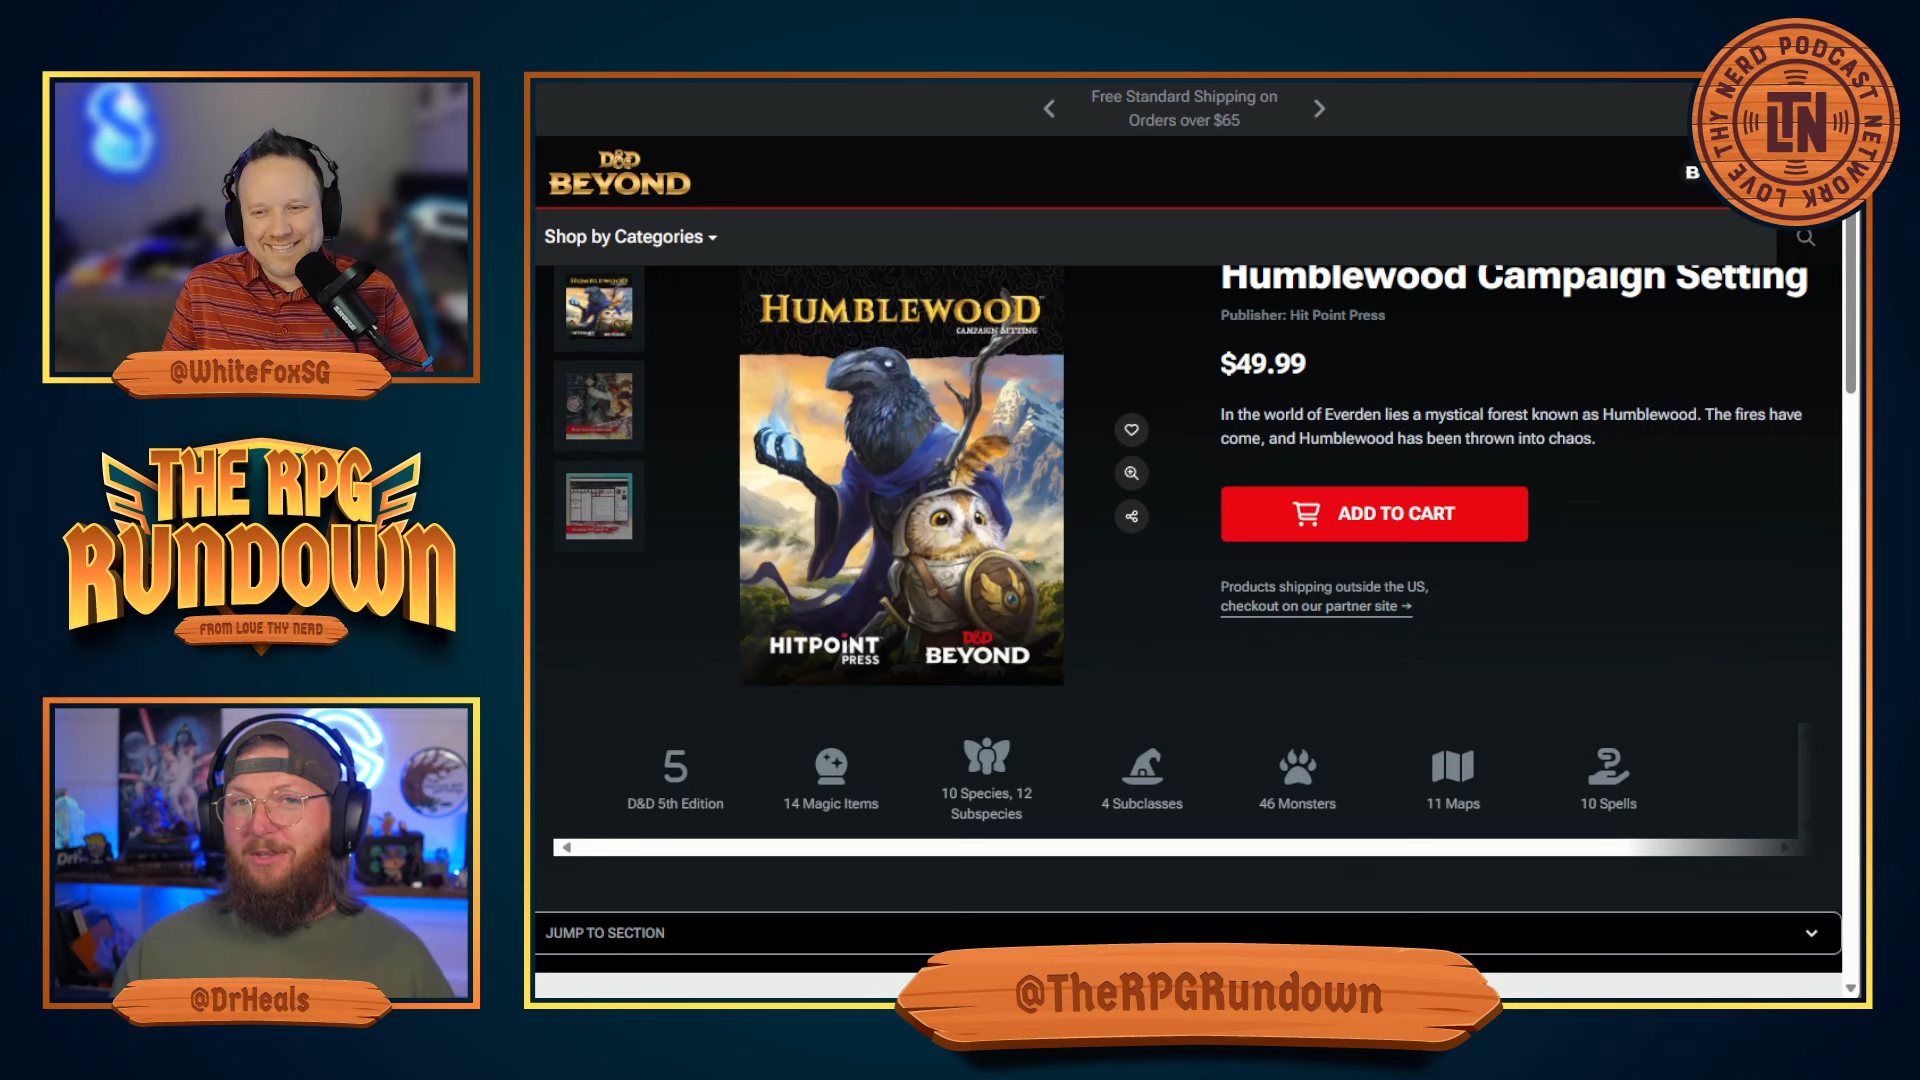 @WhiteFoxSG
THE RPG
RUNDOWN
FROM LOVE THY NERD
@DrHeals
Free Standard Shipping on
Orders over $65
D&D
BEYOND
B
Shop by Categories
HUMBLEWOOD
CAMPAIGN SETTING
HITPOINT
PRESS
D&D
BEYOND
Humblewood Campaign Setting
Publisher: Hit Point Press
$49.99
In the world of Everden lies a mystical forest known as Humblewood. The fires have
come, and Humblewood has been thrown into chaos.
ADD TO CART
Products shipping outside the US,
checkout on our partner site →
5
D&D 5th Edition
14 Magic Items
10 Species, 12
Subspecies
4 Subclasses
46 Monsters
11 Maps
10 Spells
JUMP TO SECTION
@TheRPGRundown
LOVE THY NERD PODCAST NETWORK
LTN